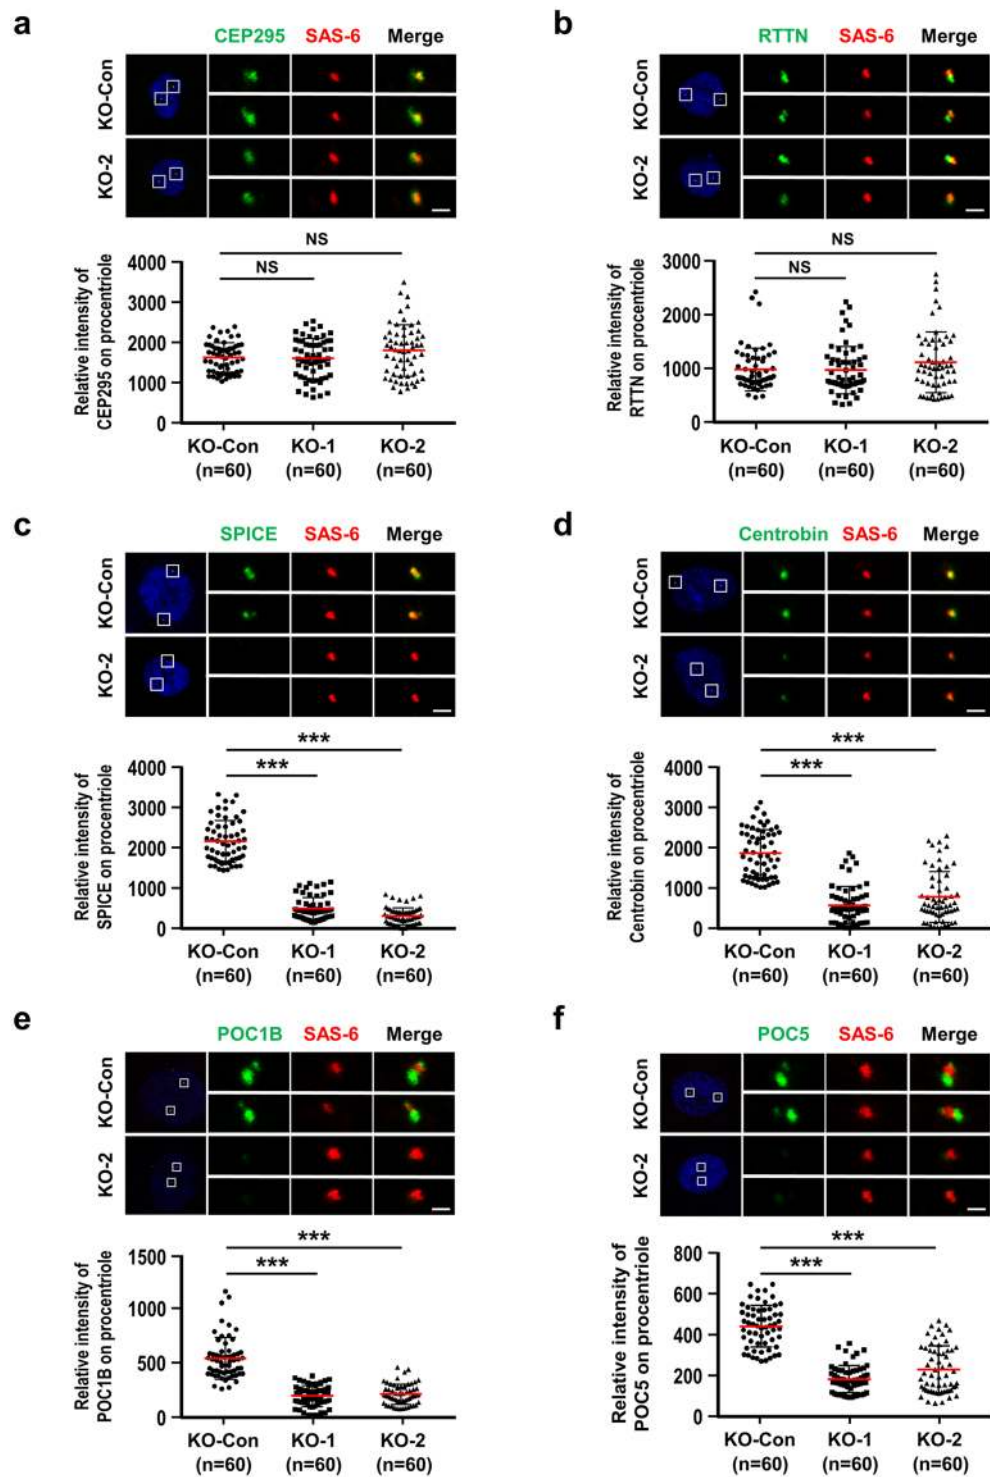 a
CEP295 SAS-6 Merge
KO-Con
KO-2
NS
NS
Relative intensity of
CEP295 on procentriole
4000
3000
2000
1000
0
KO-Con KO-1 KO-2
(n=60) (n=60) (n=60)
b
RTTN SAS-6 Merge
KO-Con
KO-2
NS
NS
Relative intensity of
RTTN on procentriole
3000
2000
1000
0
KO-Con KO-1 KO-2
(n=60) (n=60) (n=60)
c
SPICE SAS-6 Merge
KO-Con
KO-2
***
***
Relative intensity of
SPICE on procentriole
4000
3000
2000
1000
0
KO-Con KO-1 KO-2
(n=60) (n=60) (n=60)
d
Centrobin SAS-6 Merge
KO-Con
KO-2
***
***
Relative intensity of
Centrobin on procentriole
4000
3000
2000
1000
0
KO-Con KO-1 KO-2
(n=60) (n=60) (n=60)
e
POC1B SAS-6 Merge
KO-Con
KO-2
***
***
Relative intensity of
POC1B on procentriole
1500
1000
500
0
KO-Con KO-1 KO-2
(n=60) (n=60) (n=60)
f
POC5 SAS-6 Merge
KO-Con
KO-2
***
***
Relative intensity of
POC5 on procentriole
800
600
400
200
0
KO-Con KO-1 KO-2
(n=60) (n=60) (n=60)